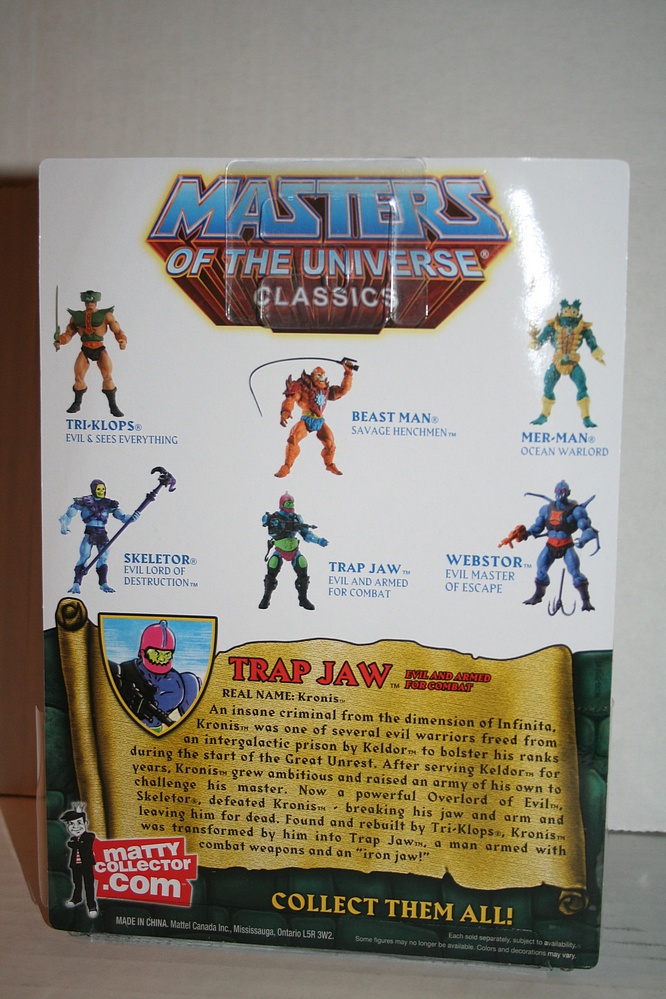 MASTERS
OF THE UNIVERSE®
CLASSICS
TRI-KLOPS®
EVIL & SEES EVERYTHING
BEAST MAN®
SAVAGE HENCHMEN™
MER-MAN®
OCEAN WARLORD
SKELETOR®
EVIL LORD OF
DESTRUCTION™
TRAP JAW™
EVIL AND ARMED
FOR COMBAT
WEBSTOR™
EVIL MASTER
OF ESCAPE
TRAP JAW™
EVIL AND ARMED
FOR COMBAT
REAL NAME: Kronis™
An insane criminal from the dimension of Infinita,
Kronis™ was one of several evil warriors freed from
an intergalactic prison by Keldor™ to bolster his ranks
during the start of the Great Unrest. After serving Keldor™ for
years, Kronis™ grew ambitious and raised an army of his own to
challenge his master. Now a powerful Overlord of Evil™,
Skeletor®, defeated Kronis™ - breaking his jaw and arm and
leaving him for dead. Found and rebuilt by Tri-Klops®, Kronis™
was transformed by him into Trap Jaw™, a man armed with
combat weapons and an "iron jaw!"
maTTY
COLLECTOR
.com™
COLLECT THEM ALL!
MADE IN CHINA. Mattel Canada Inc., Mississauga, Ontario L5R 3W2.
Each sold separately, subject to availability.
Some figures may no longer be available. Colors and decorations may vary.